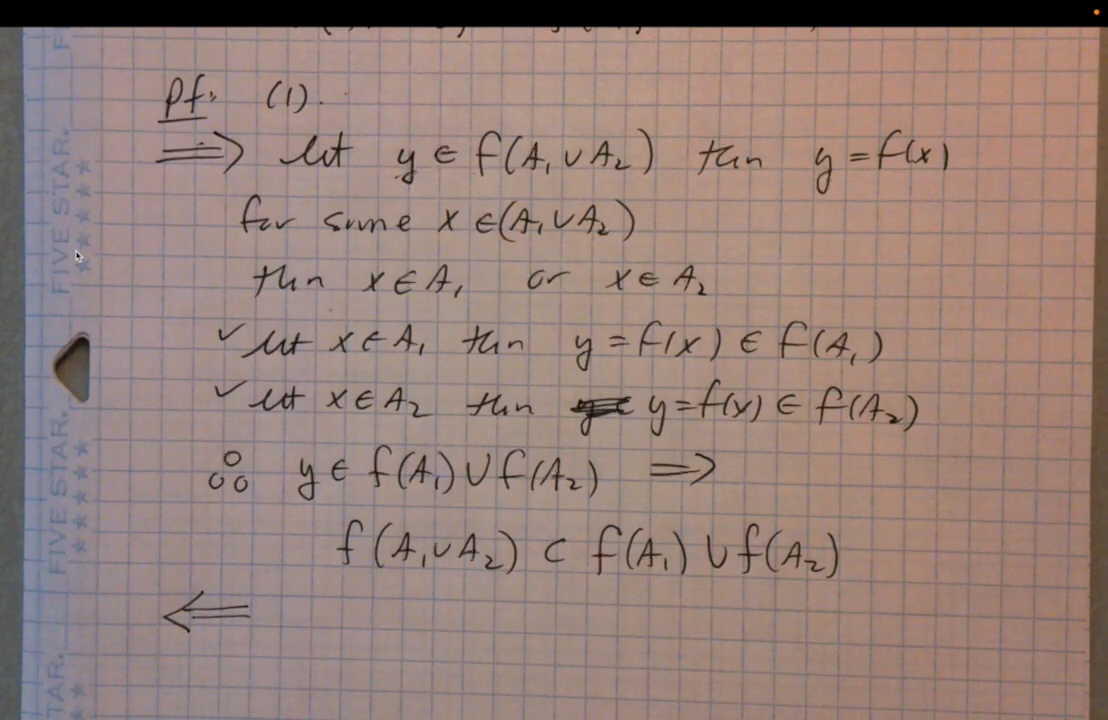 Pf. (1).
⟹ let y ∈ f(A₁ ∪ A₂) then y = f(x)
for some x ∈ (A₁ ∪ A₂)
then x ∈ A₁ or x ∈ A₂
✓ let x ∈ A₁ then y = f(x) ∈ f(A₁)
✓ let x ∈ A₂ then y = f(x) ∈ f(A₂)
∴ y ∈ f(A₁) ∪ f(A₂) ⟹
f(A₁ ∪ A₂) ⊂ f(A₁) ∪ f(A₂)
⟸
FIVE STAR.
FIVE STAR.
STAR.